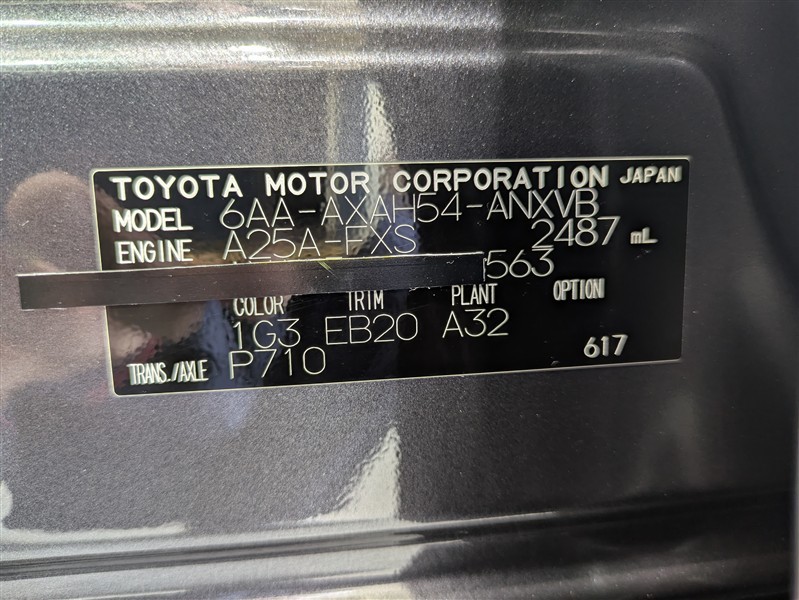 TOYOTA MOTOR CORPORATION JAPAN
MODEL 6AA-AXAH54-ANXVB
ENGINE A25A-FXS 2487 mL
563
COLOR TRIM PLANT OPTION
1G3 EB20 A32
TRANS./AXLE P710 617